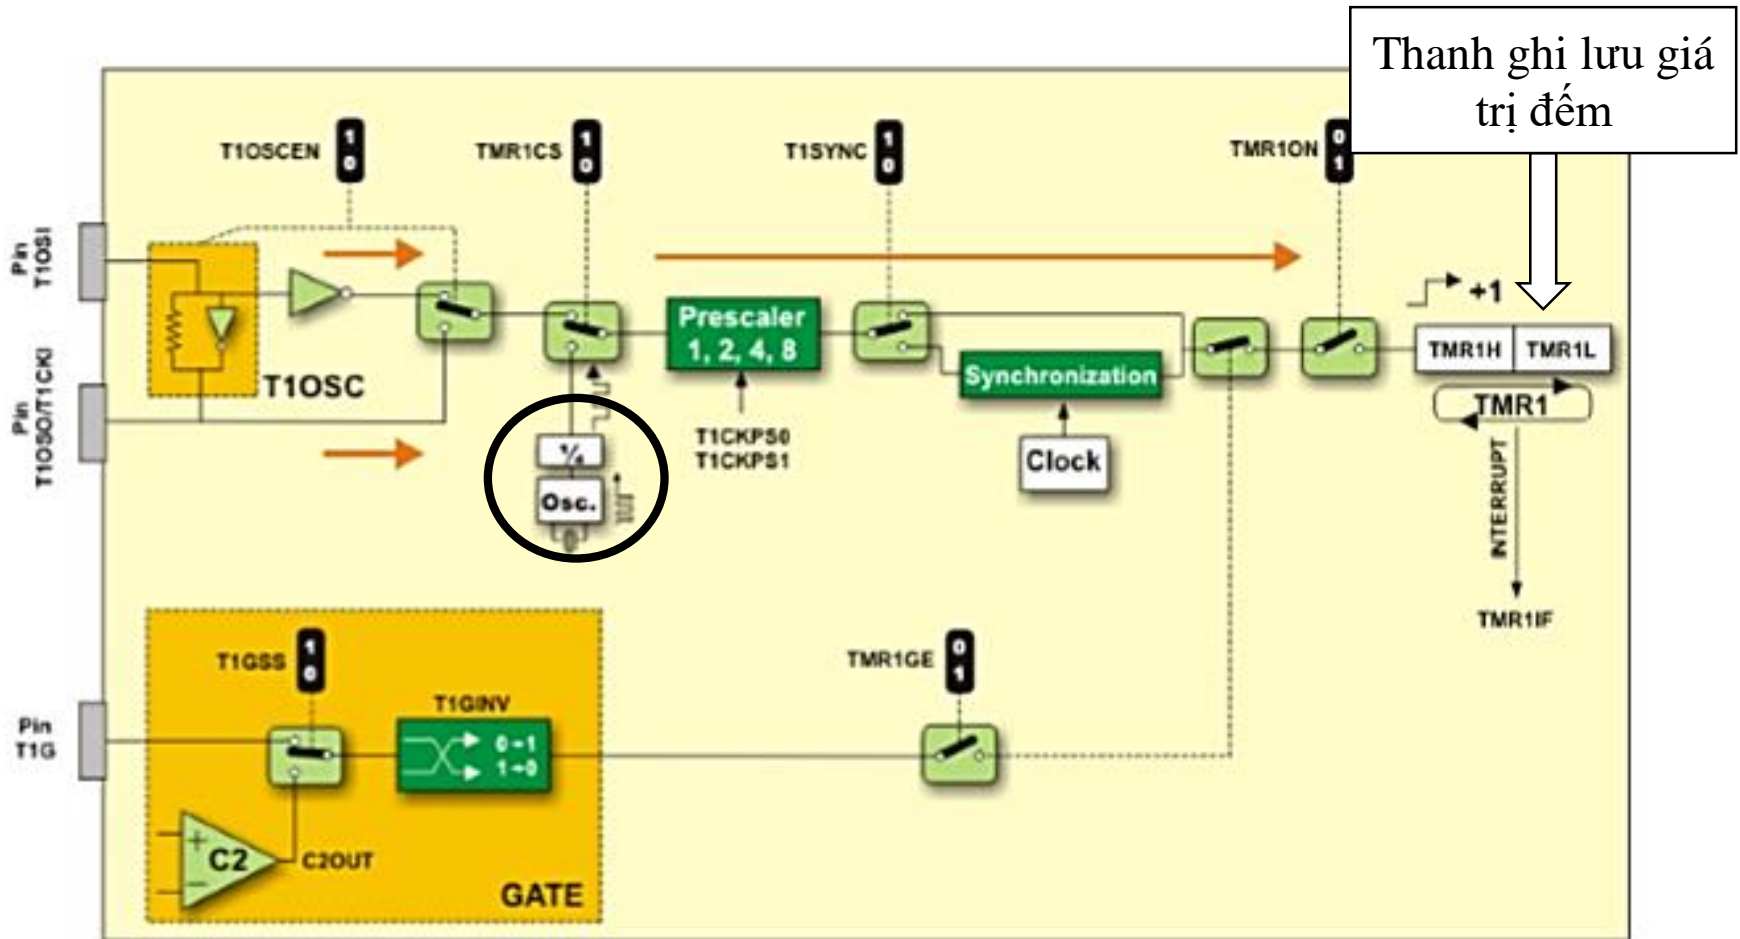 Thanh ghi lưu giá
trị đếm
T1OSCEN
1
0
TMR1CS
1
0
T1SYNC
1
0
TMR1ON
0
1
Pin
T1OSI
+1
Prescaler
1, 2, 4, 8
TMR1H
TMR1L
T1OSC
Synchronization
TMR1
Pin
T1OSO/T1CKI
T1CKPS0
T1CKPS1
1/4
Osc.
Clock
INTERRUPT
TMR1IF
T1GSS
1
0
TMR1GE
0
1
T1GINV
Pin
T1G
0→1
1→0
+
C2
−
C2OUT
GATE